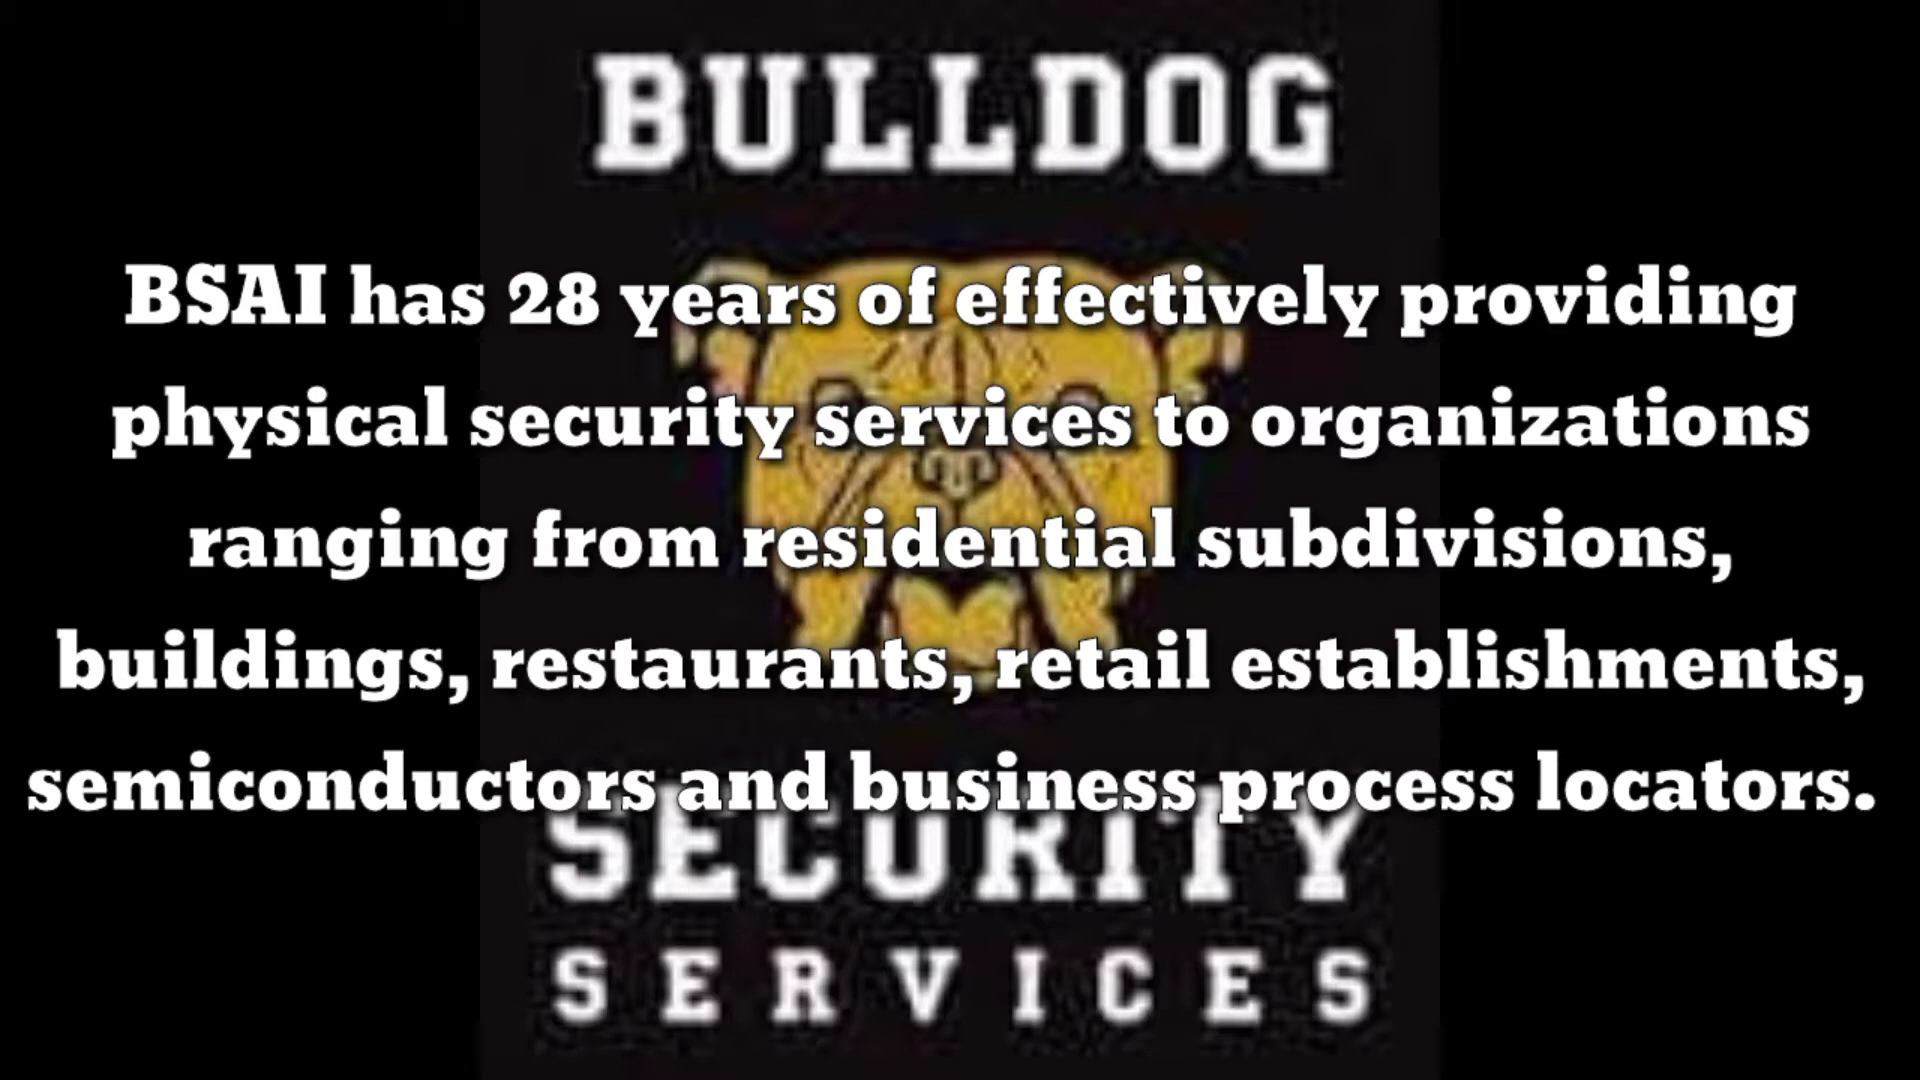 BULLDOG
BSAI has 28 years of effectively providing
physical security services to organizations
ranging from residential subdivisions,
buildings, restaurants, retail establishments,
semiconductors and business process locators.
SECURITY
SERVICES